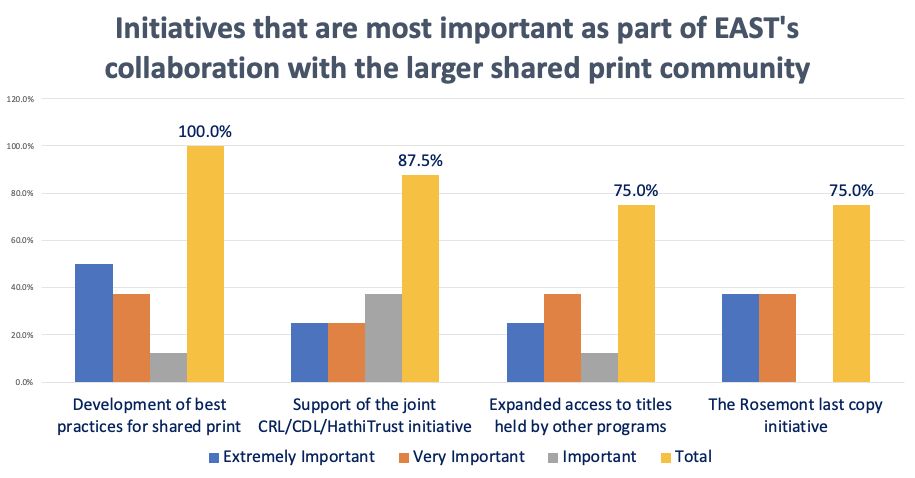 Initiatives that are most important as part of EAST's
collaboration with the larger shared print community
120.0%
100.0%
80.0%
60.0%
40.0%
20.0%
0.0%
100.0%
87.5%
75.0%
75.0%
Development of best
practices for shared print
Support of the joint
CRL/CDL/HathiTrust initiative
Expanded access to titles
held by other programs
The Rosemont last copy
initiative
Extremely Important Very Important Important Total